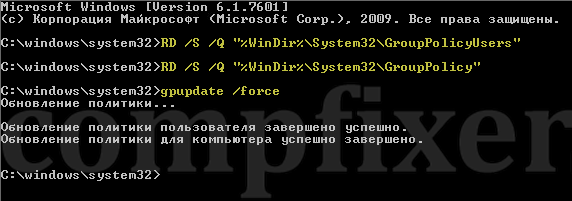 Microsoft Windows [Version 6.1.7601]
(c) Корпорация Майкрософт (Microsoft Corp.), 2009. Все права защищены.
C:\windows\system32>RD /S /Q "%WinDir%\System32\GroupPolicyUsers"
C:\windows\system32>RD /S /Q "%WinDir%\System32\GroupPolicy"
C:\windows\system32>gpupdate /force
Обновление политики...
Обновление политики пользователя завершено успешно.
Обновление политики для компьютера успешно завершено.
C:\windows\system32>
compfixer